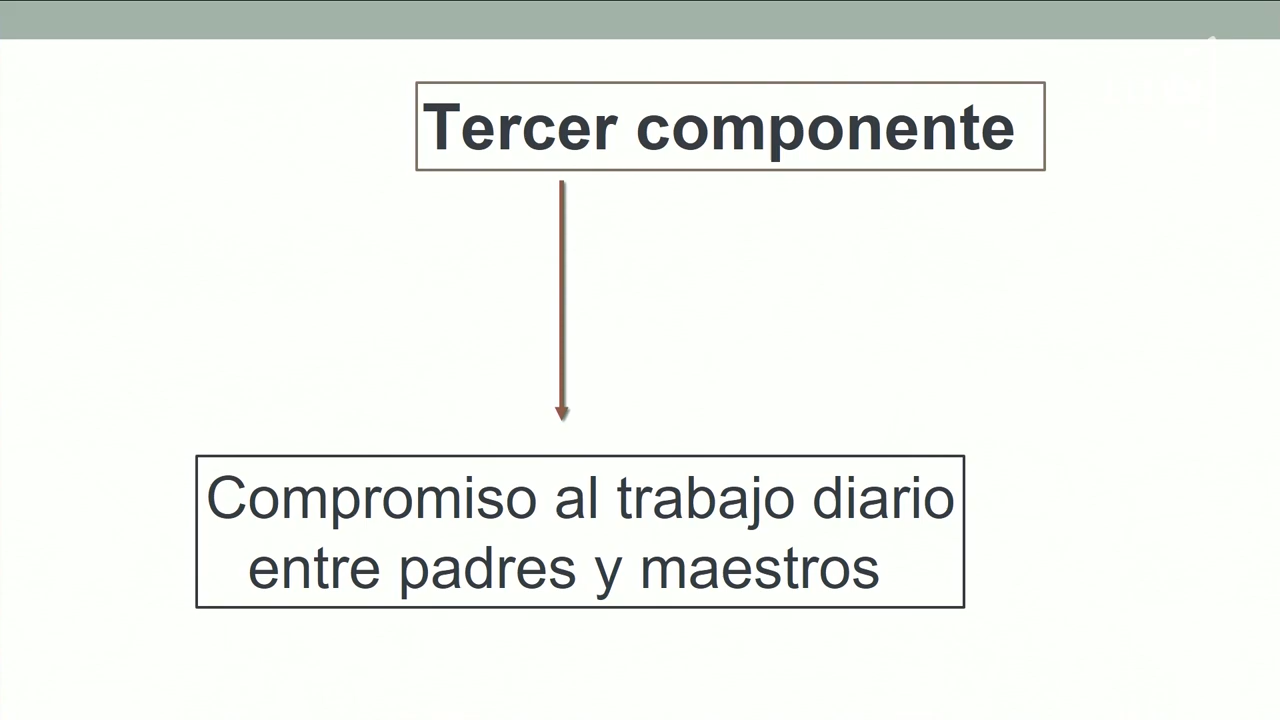 Tercer componente
Compromiso al trabajo diario
entre padres y maestros